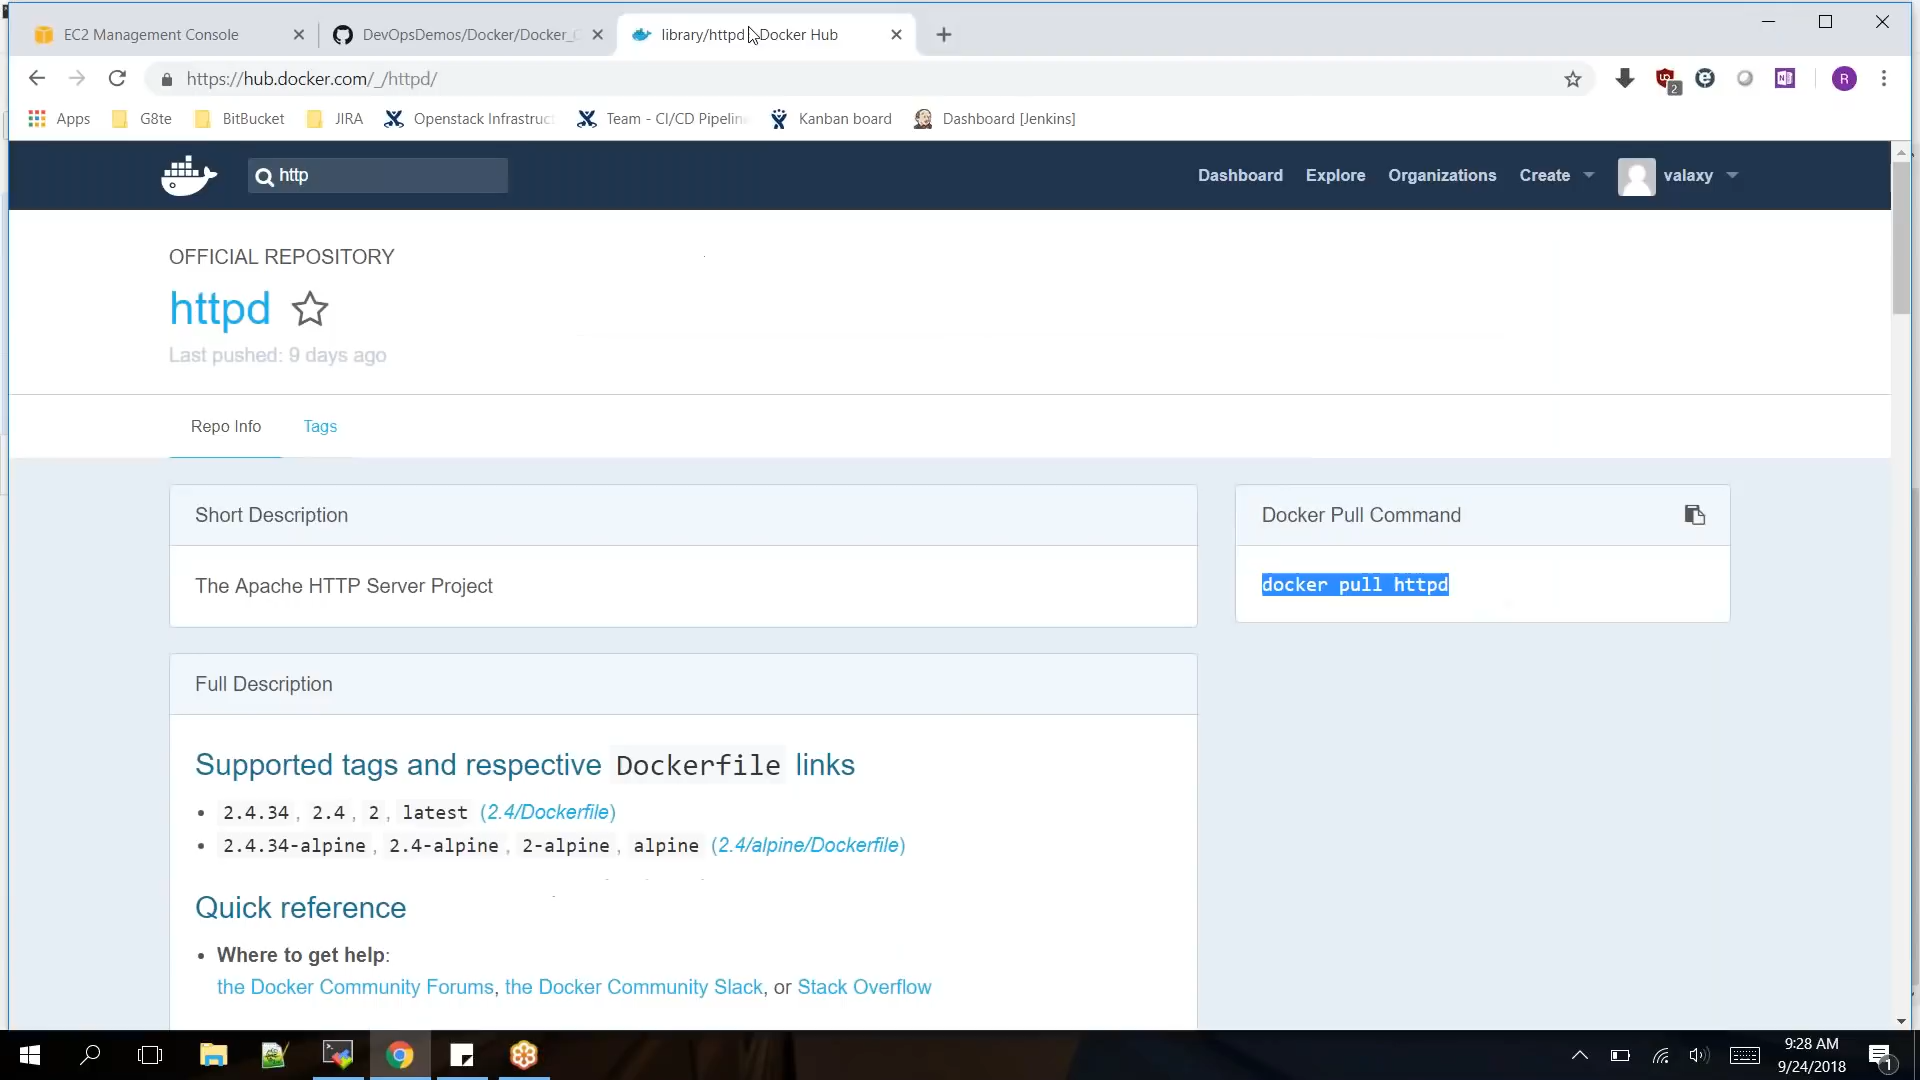 EC2 Management Console
DevOpsDemos/Docker/Docker_C
library/httpd - Docker Hub
https://hub.docker.com/_/httpd/
2
R
Apps
G8te
BitBucket
JIRA
Openstack Infrastruct
Team - CI/CD Pipeline
Kanban board
Dashboard [Jenkins]
http
Dashboard
Explore
Organizations
Create
valaxy
OFFICIAL REPOSITORY
httpd
Last pushed: 9 days ago
Repo Info
Tags
Short Description
The Apache HTTP Server Project
Docker Pull Command
docker pull httpd
Full Description
Supported tags and respective Dockerfile links
• 2.4.34 , 2.4 , 2 , latest (2.4/Dockerfile)
• 2.4.34-alpine , 2.4-alpine , 2-alpine , alpine (2.4/alpine/Dockerfile)
Quick reference
• Where to get help:
the Docker Community Forums, the Docker Community Slack, or Stack Overflow
9:28 AM
9/24/2018
1